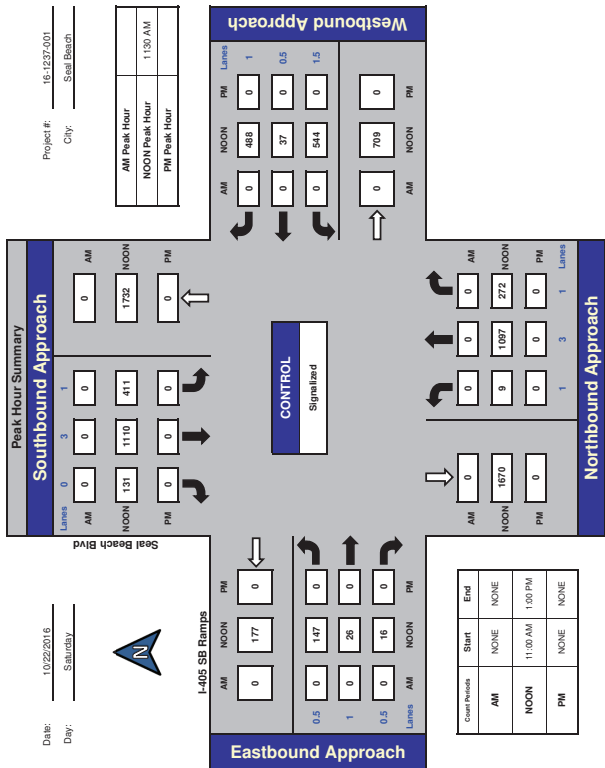 Project #: 16-1237-001
City: Seal Beach
AM Peak Hour
NOON Peak Hour 1130 AM
PM Peak Hour
Date: 10/22/2016
Day: Saturday
N
Peak Hour Summary
Southbound Approach
Lanes 0 3 1
AM 0 0 0 0 AM
NOON 131 1110 411 1732 NOON
PM 0 0 0 0 PM
Seal Beach Blvd
Westbound Approach
AM NOON PM Lanes
0 488 0 1
0 37 0 0.5
0 544 0 1.5
0 709 0
AM NOON PM
CONTROL
Signalized
I-405 SB Ramps
AM NOON PM
0 177 0
0.5 0 147 0
1 0 26 0
0.5 0 16 0
Lanes AM NOON PM
Eastbound Approach
AM 0 0 0 0 AM
NOON 1670 9 1097 272 NOON
PM 0 0 0 0 PM
1 3 1 Lanes
Northbound Approach
Count Periods Start End
AM NONE NONE
NOON 11:00 AM 1:00 PM
PM NONE NONE